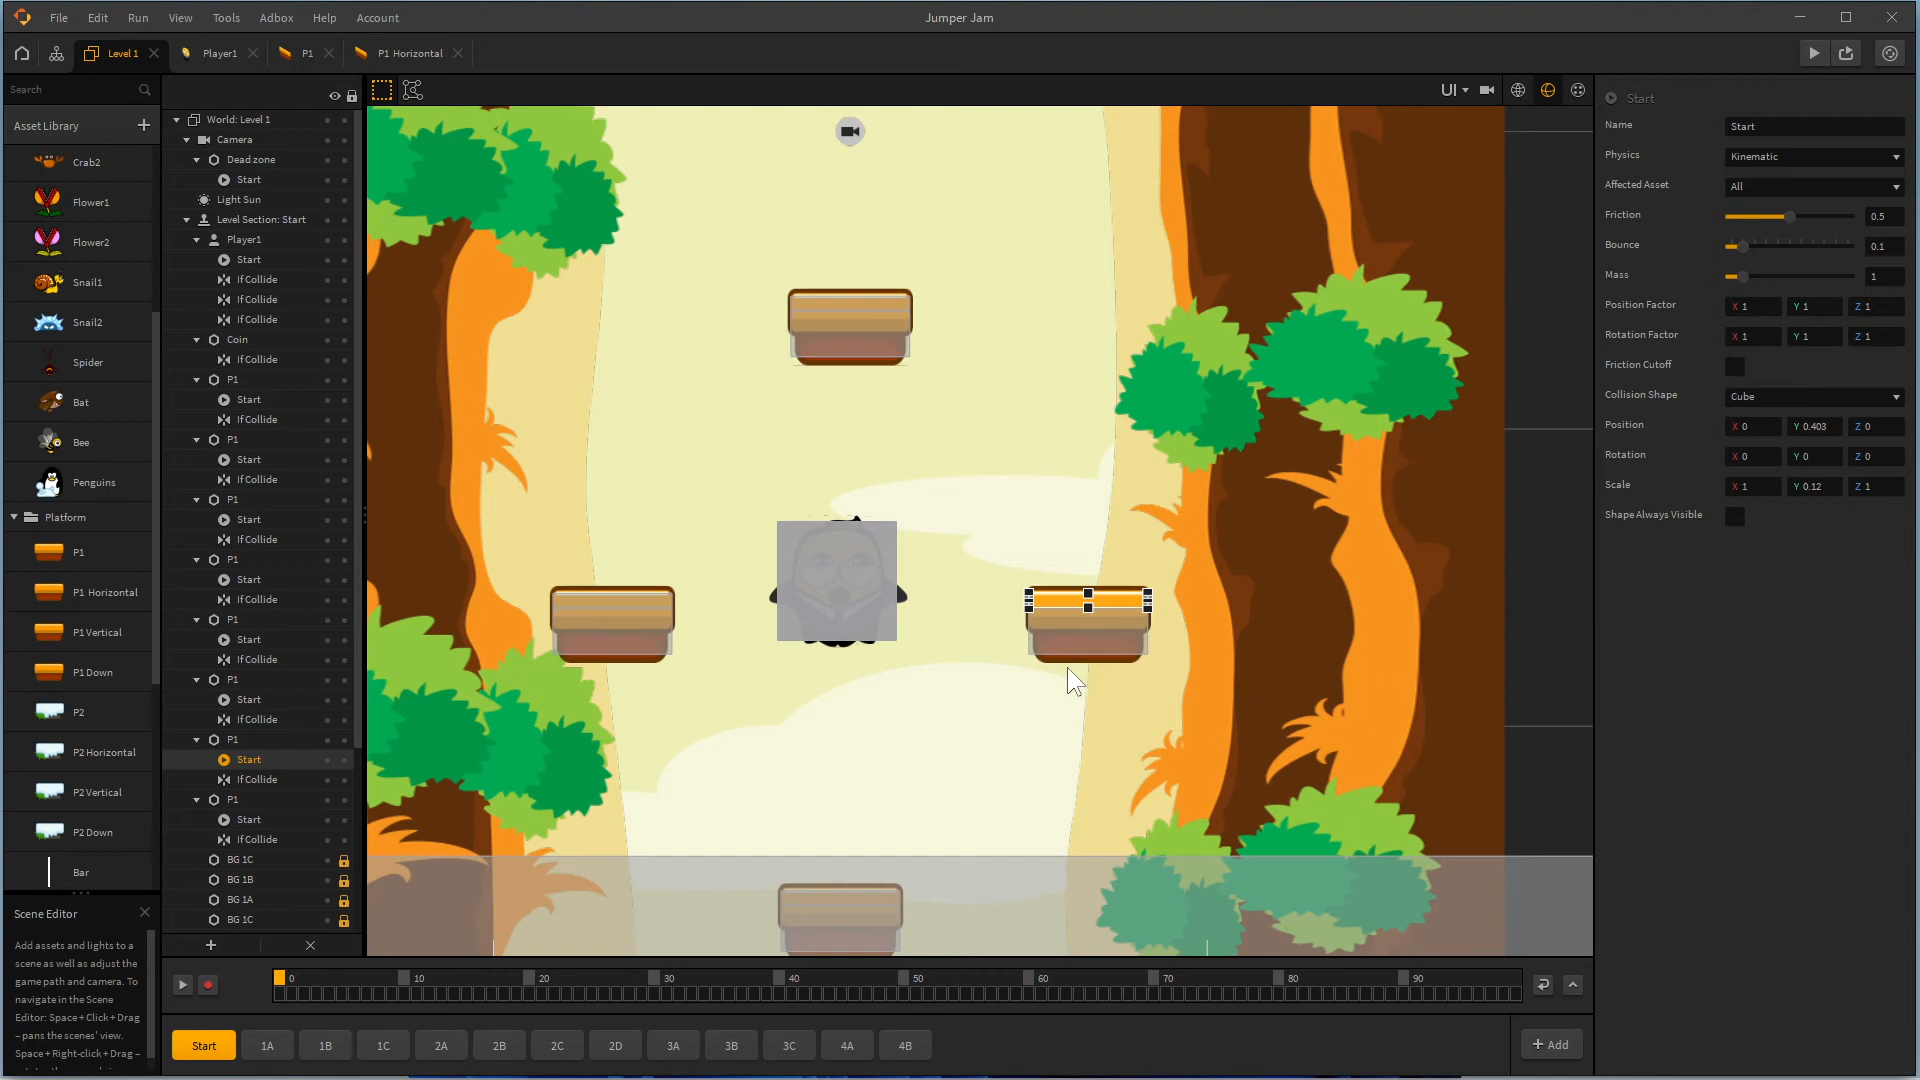 File Edit Run View Tools Adbox Help Account
Jumper Jam
Level 1
Player1
P1
P1 Horizontal
Search
Asset Library
Crab2
Flower1
Flower2
Snail1
Snail2
Spider
Bat
Bee
Penguins
Platform
P1
P1 Horizontal
P1 Vertical
P1 Down
P2
P2 Horizontal
P2 Vertical
P2 Down
Bar
Scene Editor
Add assets and lights to a
scene as well as adjust the
game path and camera. To
navigate in the Scene
Editor: Space + Click + Drag
– pans the scenes' view.
Space + Right-click + Drag –
World: Level 1
Camera
Dead zone
Start
Light Sun
Level Section: Start
Player1
Start
If Collide
If Collide
If Collide
Coin
If Collide
P1
Start
If Collide
P1
Start
If Collide
P1
Start
If Collide
P1
Start
If Collide
P1
Start
If Collide
P1
Start
If Collide
P1
Start
If Collide
P1
Start
If Collide
BG 1C
BG 1B
BG 1A
BG 1C
UI
Start
Name Start
Physics Kinematic
Affected Asset All
Friction 0.5
Bounce 0.1
Mass 1
Position Factor X 1 Y 1 Z 1
Rotation Factor X 1 Y 1 Z 1
Friction Cutoff
Collision Shape Cube
Position X 0 Y 0.403 Z 0
Rotation X 0 Y 0 Z 0
Scale X 1 Y 0.12 Z 1
Shape Always Visible
0 10 20 30 40 50 60 70 80 90
Start 1A 1B 1C 2A 2B 2C 2D 3A 3B 3C 4A 4B
+ Add